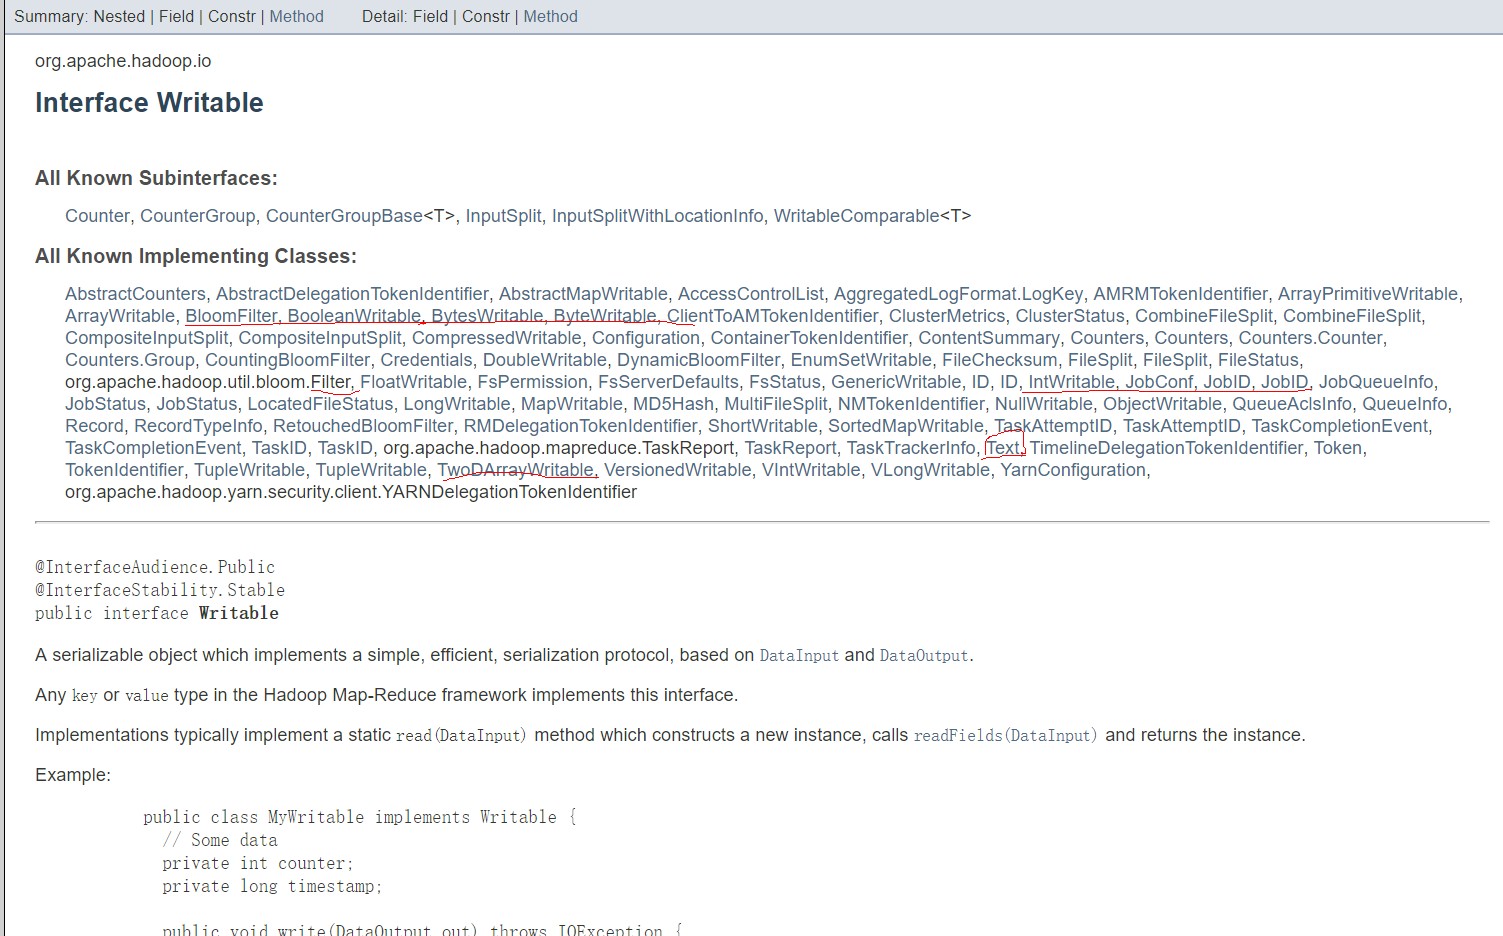 Summary: Nested | Field | Constr | Method Detail: Field | Constr | Method
org.apache.hadoop.io
Interface Writable
All Known Subinterfaces:
Counter, CounterGroup, CounterGroupBase<T>, InputSplit, InputSplitWithLocationInfo, WritableComparable<T>
All Known Implementing Classes:
AbstractCounters, AbstractDelegationTokenIdentifier, AbstractMapWritable, AccessControlList, AggregatedLogFormat.LogKey, AMRMTokenIdentifier, ArrayPrimitiveWritable,
ArrayWritable, BloomFilter, BooleanWritable, BytesWritable, ByteWritable, ClientToAMTokenIdentifier, ClusterMetrics, ClusterStatus, CombineFileSplit, CombineFileSplit,
CompositeInputSplit, CompositeInputSplit, CompressedWritable, Configuration, ContainerTokenIdentifier, ContentSummary, Counters, Counters, Counters.Counter,
Counters.Group, CountingBloomFilter, Credentials, DoubleWritable, DynamicBloomFilter, EnumSetWritable, FileChecksum, FileSplit, FileSplit, FileStatus,
org.apache.hadoop.util.bloom.Filter, FloatWritable, FsPermission, FsServerDefaults, FsStatus, GenericWritable, ID, ID, IntWritable, JobConf, JobID, JobID, JobQueueInfo,
JobStatus, JobStatus, LocatedFileStatus, LongWritable, MapWritable, MD5Hash, MultiFileSplit, NMTokenIdentifier, NullWritable, ObjectWritable, QueueAclsInfo, QueueInfo,
Record, RecordTypeInfo, RetouchedBloomFilter, RMDelegationTokenIdentifier, ShortWritable, SortedMapWritable, TaskAttemptID, TaskAttemptID, TaskCompletionEvent,
TaskCompletionEvent, TaskID, TaskID, org.apache.hadoop.mapreduce.TaskReport, TaskReport, TaskTrackerInfo, Text, TimelineDelegationTokenIdentifier, Token,
TokenIdentifier, TupleWritable, TupleWritable, TwoDArrayWritable, VersionedWritable, VIntWritable, VLongWritable, YarnConfiguration,
org.apache.hadoop.yarn.security.client.YARNDelegationTokenIdentifier
@InterfaceAudience.Public
@InterfaceStability.Stable
public interface Writable
A serializable object which implements a simple, efficient, serialization protocol, based on DataInput and DataOutput.
Any key or value type in the Hadoop Map-Reduce framework implements this interface.
Implementations typically implement a static read(DataInput) method which constructs a new instance, calls readFields(DataInput) and returns the instance.
Example:
public class MyWritable implements Writable {
// Some data
private int counter;
private long timestamp;
public void write(DataOutput out) throws IOException {